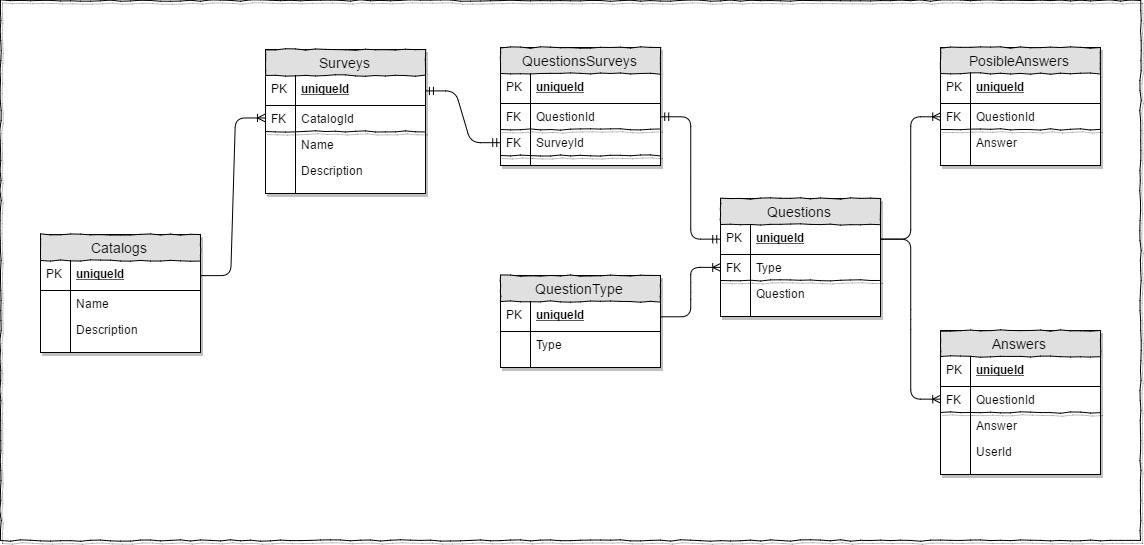 Surveys
PK uniqueId
FK CatalogId
Name
Description
QuestionsSurveys
PK uniqueId
FK QuestionId
FK SurveyId
PosibleAnswers
PK uniqueId
FK QuestionId
Answer
Catalogs
PK uniqueId
Name
Description
QuestionType
PK uniqueId
Type
Questions
PK uniqueId
FK Type
Question
Answers
PK uniqueId
FK QuestionId
Answer
UserId